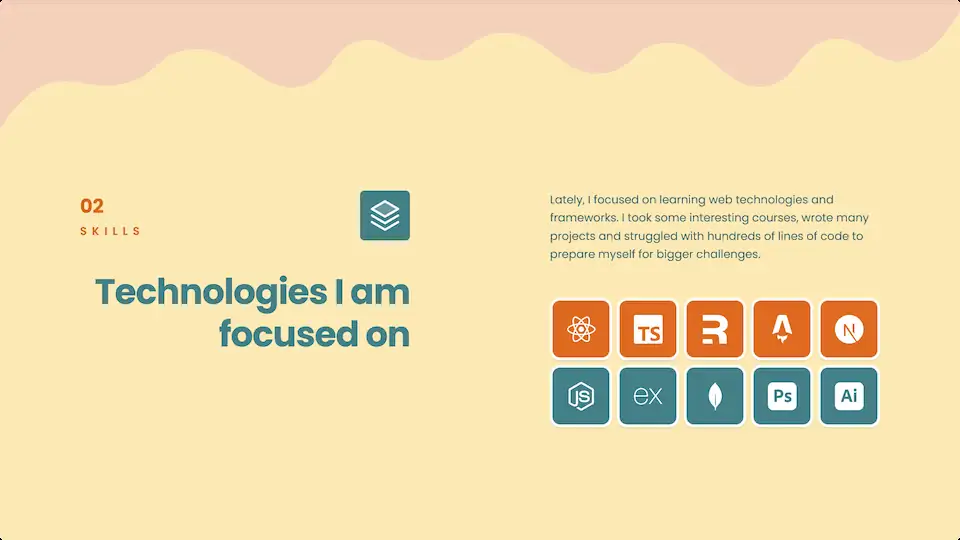 02
SKILLS
Technologies I am
focused on
Lately, I focused on learning web technologies and
frameworks. I took some interesting courses, wrote many
projects and struggled with hundreds of lines of code to
prepare myself for bigger challenges.
TS
R
A
N
JS
ex
Ps
Ai